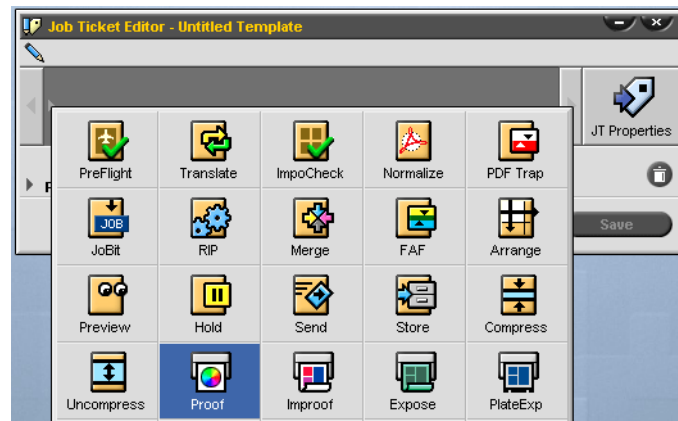 Job Ticket Editor - Untitled Template
JT Properties
PreFlight Translate ImpoCheck Normalize PDF Trap
JOB
JoBit RIP Merge FAF Arrange
Save
Preview Hold Send Store Compress
Uncompress Proof Improof Expose PlateExp